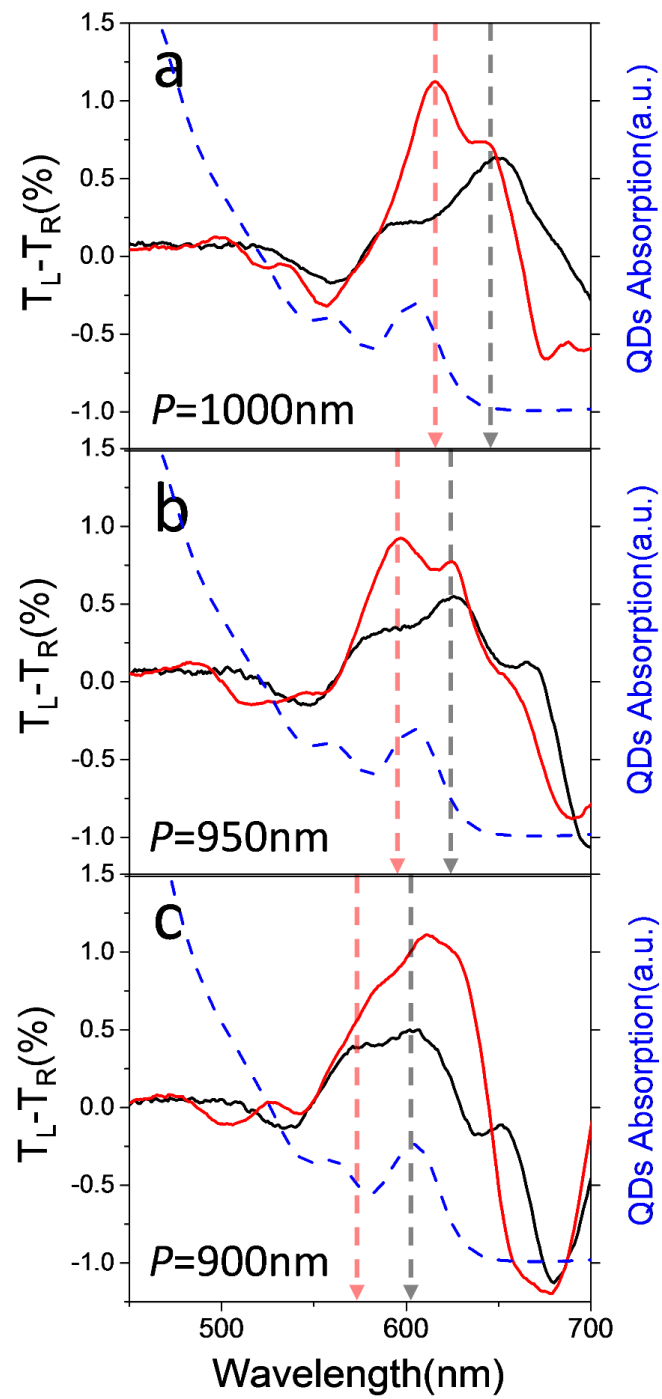 1.5
a
1.0
0.5
0.0
-0.5
-1.0
T_L-T_R(%)
QDs Absorption(a.u.)
P=1000nm
1.5
b
1.0
0.5
0.0
-0.5
-1.0
T_L-T_R(%)
QDs Absorption(a.u.)
P=950nm
1.5
c
1.0
0.5
0.0
-0.5
-1.0
T_L-T_R(%)
QDs Absorption(a.u.)
P=900nm
500 600 700
Wavelength(nm)